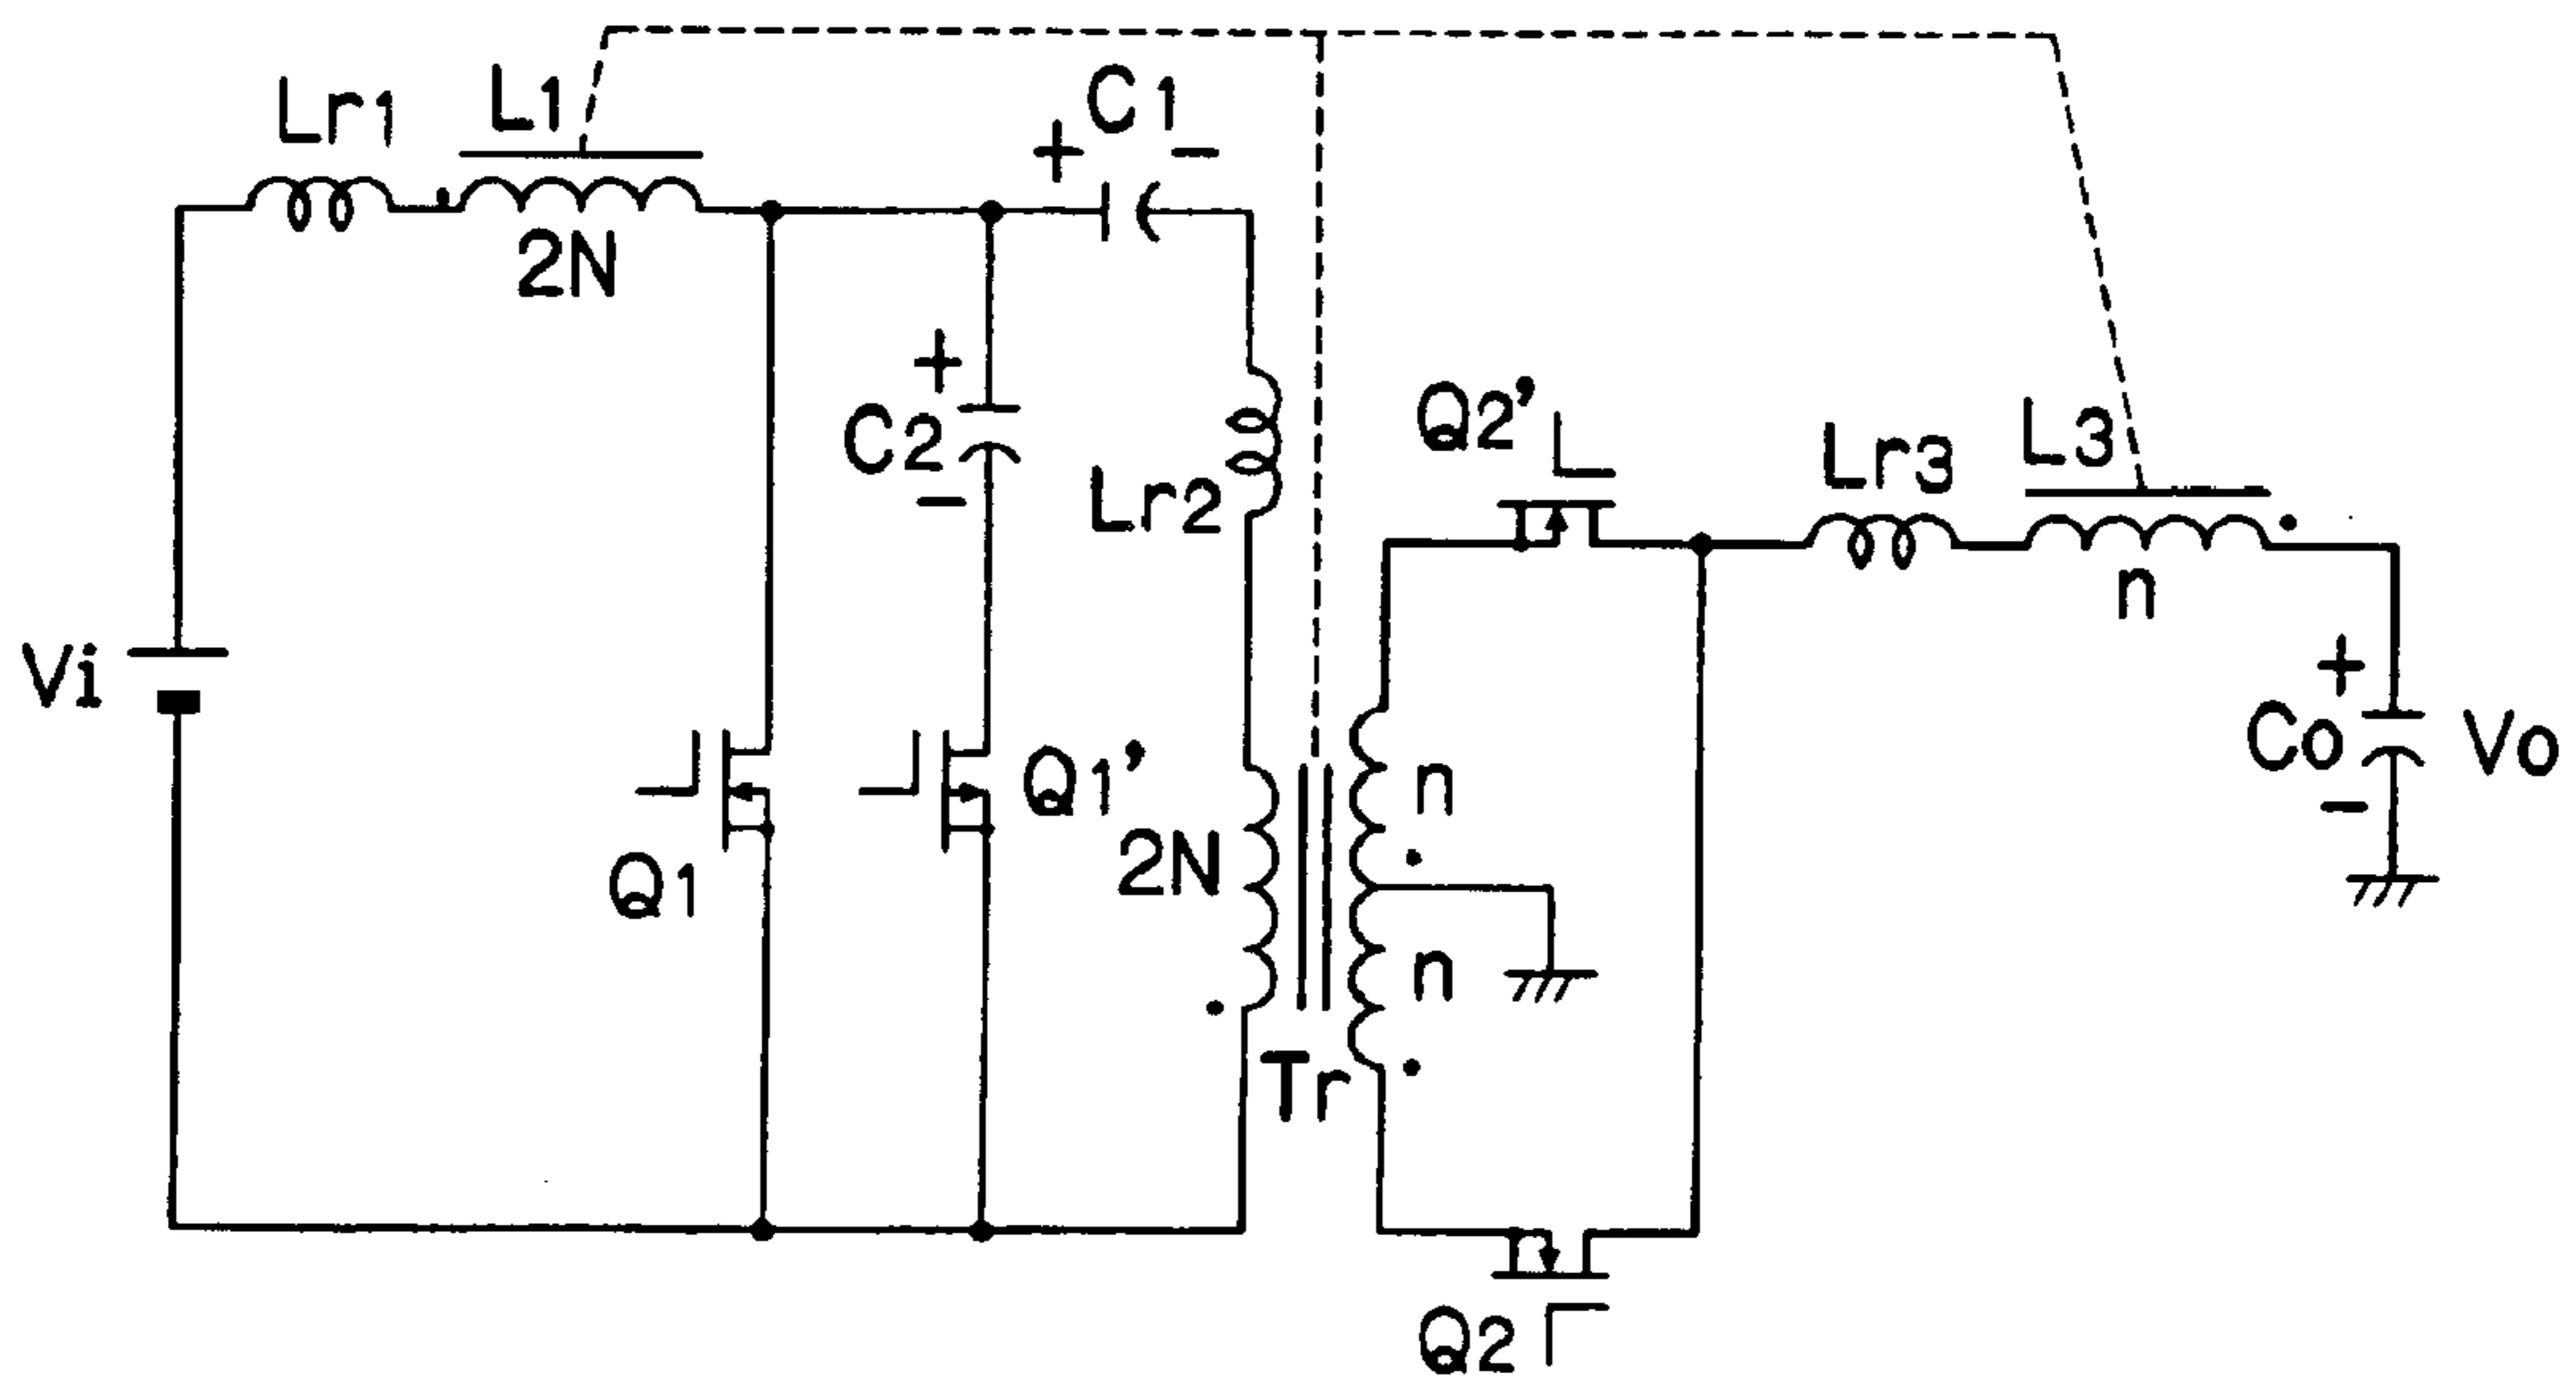 Lr1
L1
2N
+
C1
-
+
C2
-
Lr2
Q2'
Lr3
L3
n
Vi
Q1
Q1'
2N
n
n
Tr
+
Co
-
Vo
Q2